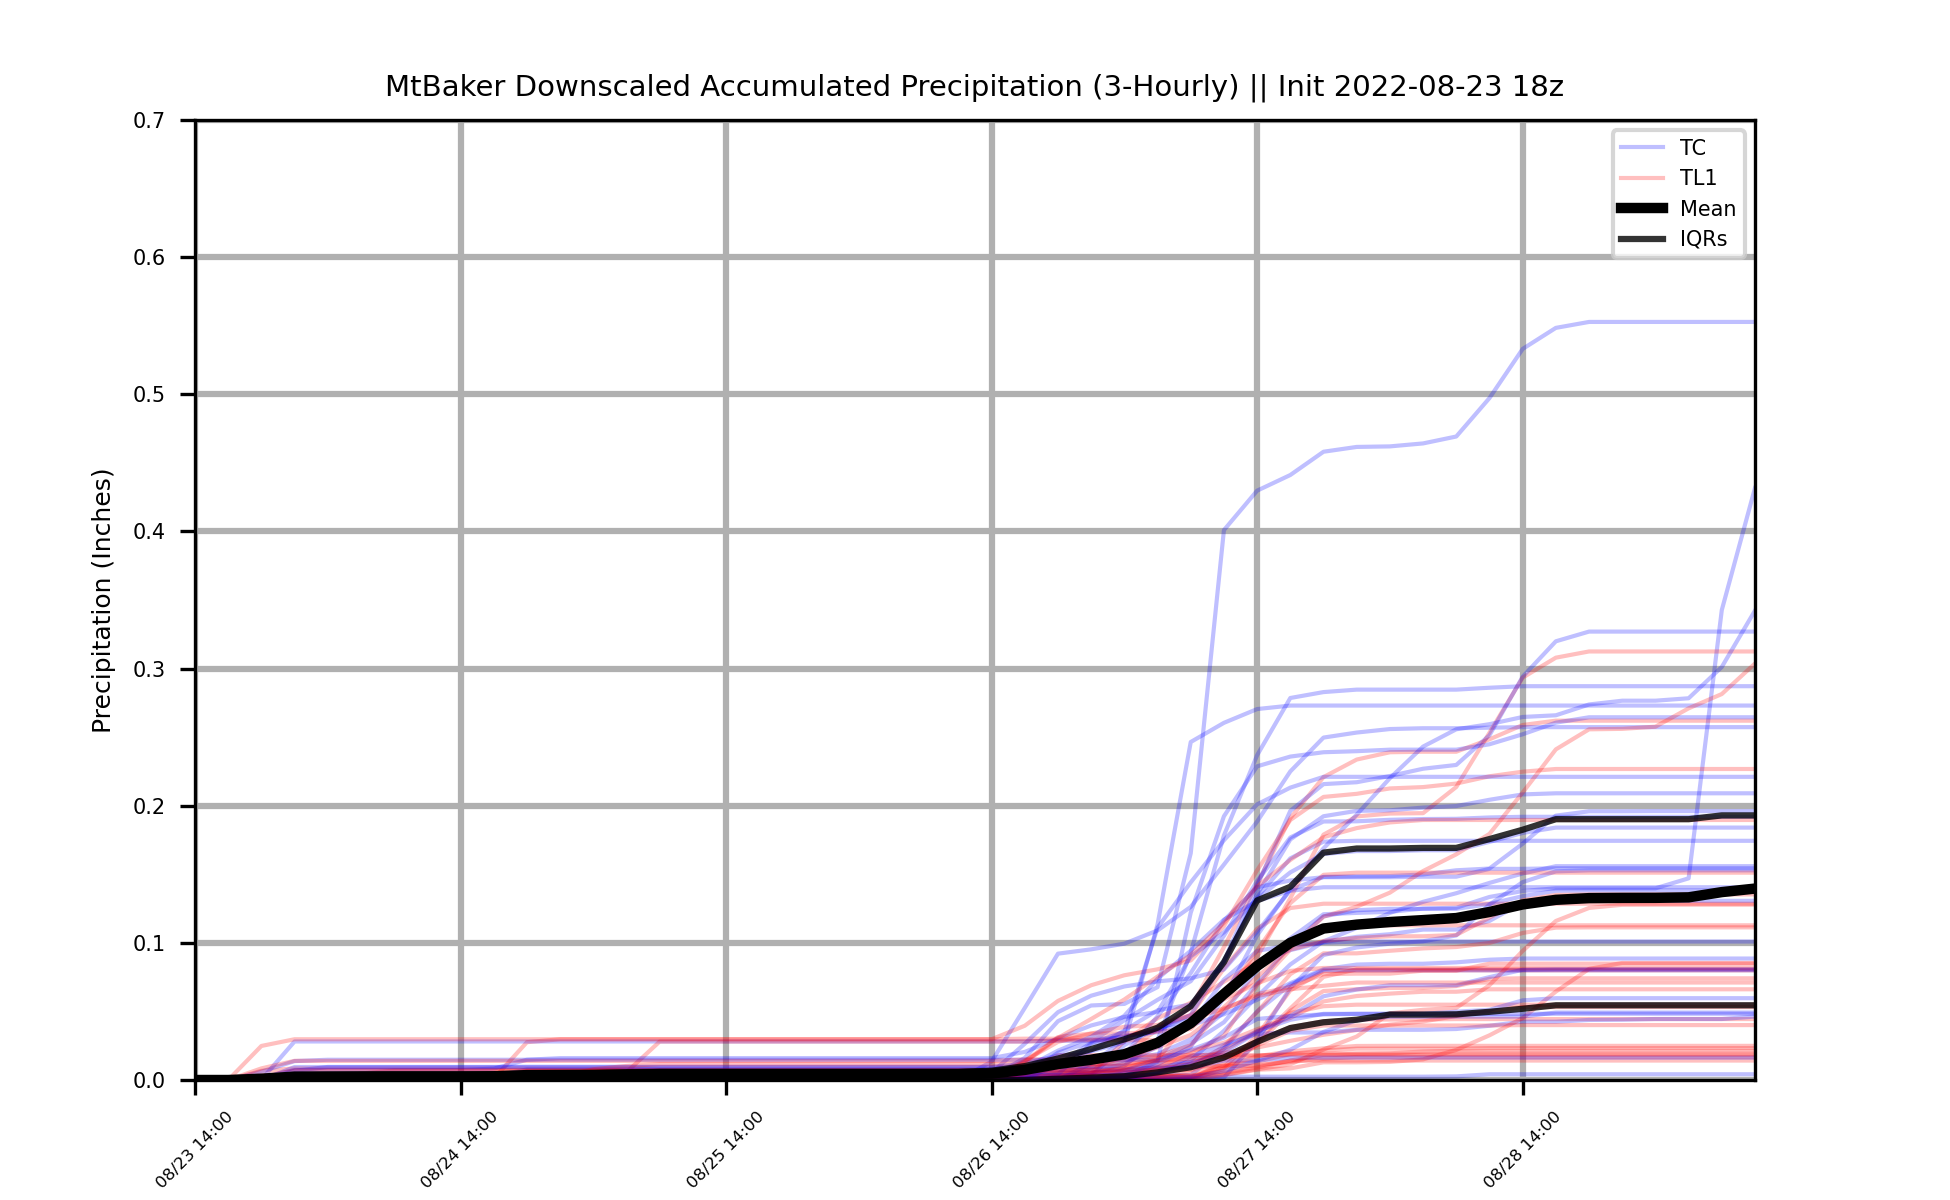 MtBaker Downscaled Accumulated Precipitation (3-Hourly) || Init 2022-08-23 18z
TC
TL1
Mean
IQRs
Precipitation (Inches)
0.7
0.6
0.5
0.4
0.3
0.2
0.1
0.0
08/23 14:00
08/24 14:00
08/25 14:00
08/26 14:00
08/27 14:00
08/28 14:00